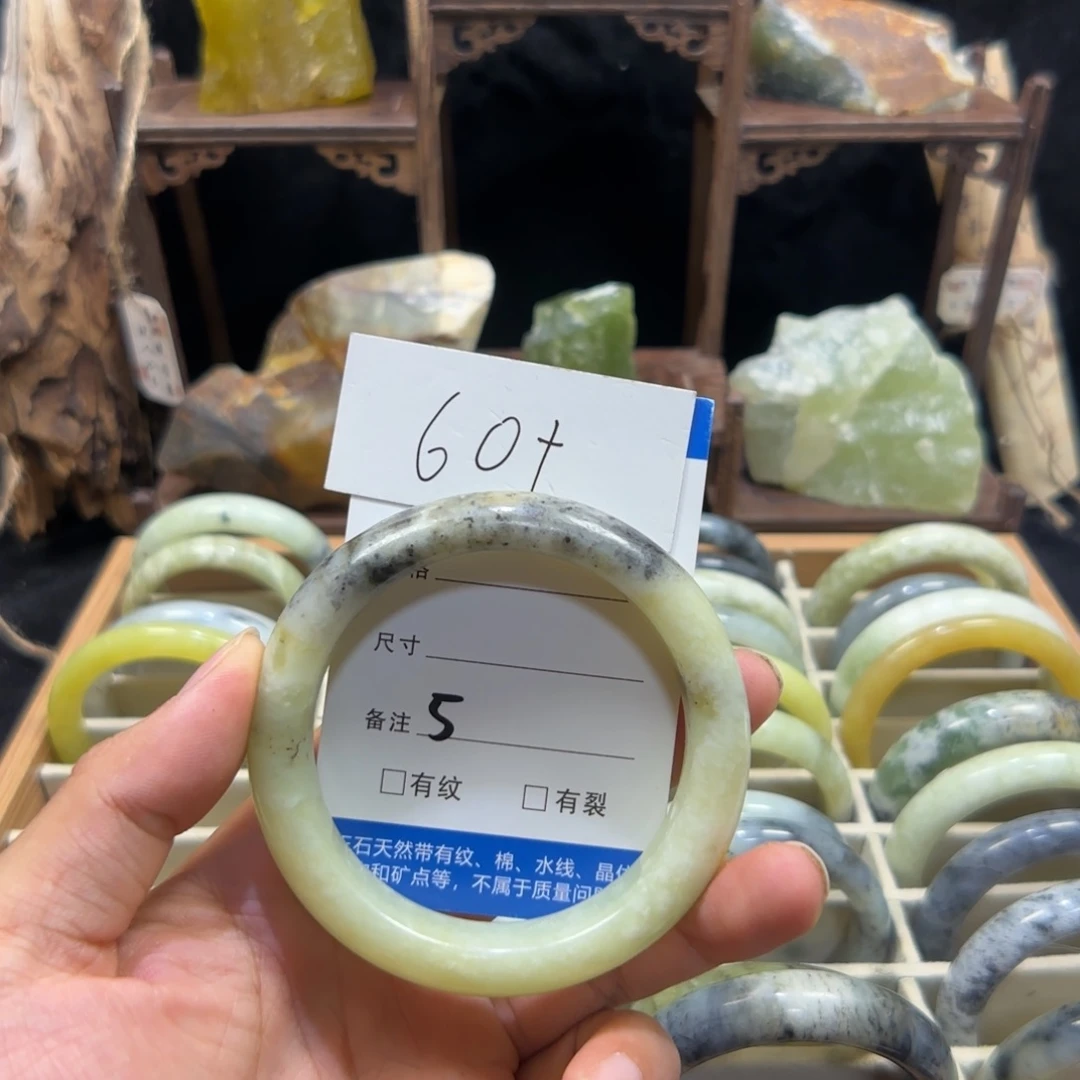 60+
尺寸
备注 5
□有纹 □有裂
石天然带有纹、棉、水线、晶
和矿点等，不属于质量问